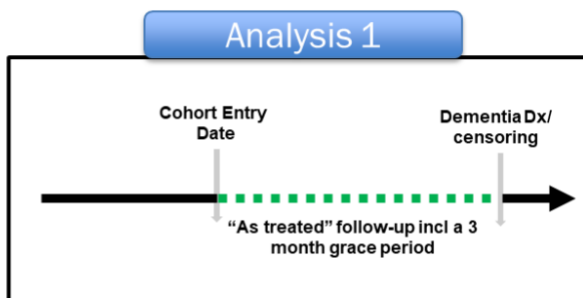 Analysis 1
Cohort Entry
Date
Dementia Dx/
censoring
“As treated” follow-up incl a 3
month grace period